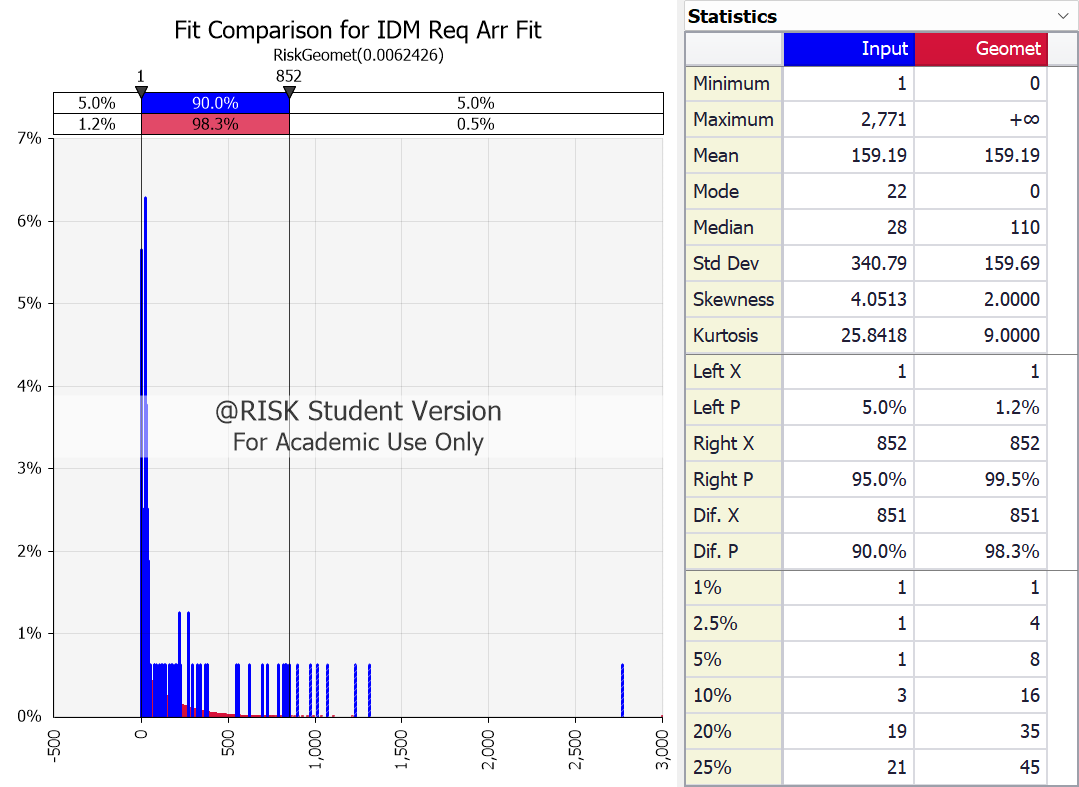 Fit Comparison for IDM Req Arr Fit
RiskGeomet(0.0062426)
1 852
5.0% 90.0% 5.0%
1.2% 98.3% 0.5%
7%
6%
5%
4%
3%
2%
1%
0%
@RISK Student Version
For Academic Use Only
-500 0 500 1,000 1,500 2,000 2,500 3,000
Statistics
Input Geomet
Minimum 1 0
Maximum 2,771 +∞
Mean 159.19 159.19
Mode 22 0
Median 28 110
Std Dev 340.79 159.69
Skewness 4.0513 2.0000
Kurtosis 25.8418 9.0000
Left X 1 1
Left P 5.0% 1.2%
Right X 852 852
Right P 95.0% 99.5%
Dif. X 851 851
Dif. P 90.0% 98.3%
1% 1 1
2.5% 1 4
5% 1 8
10% 3 16
20% 19 35
25% 21 45